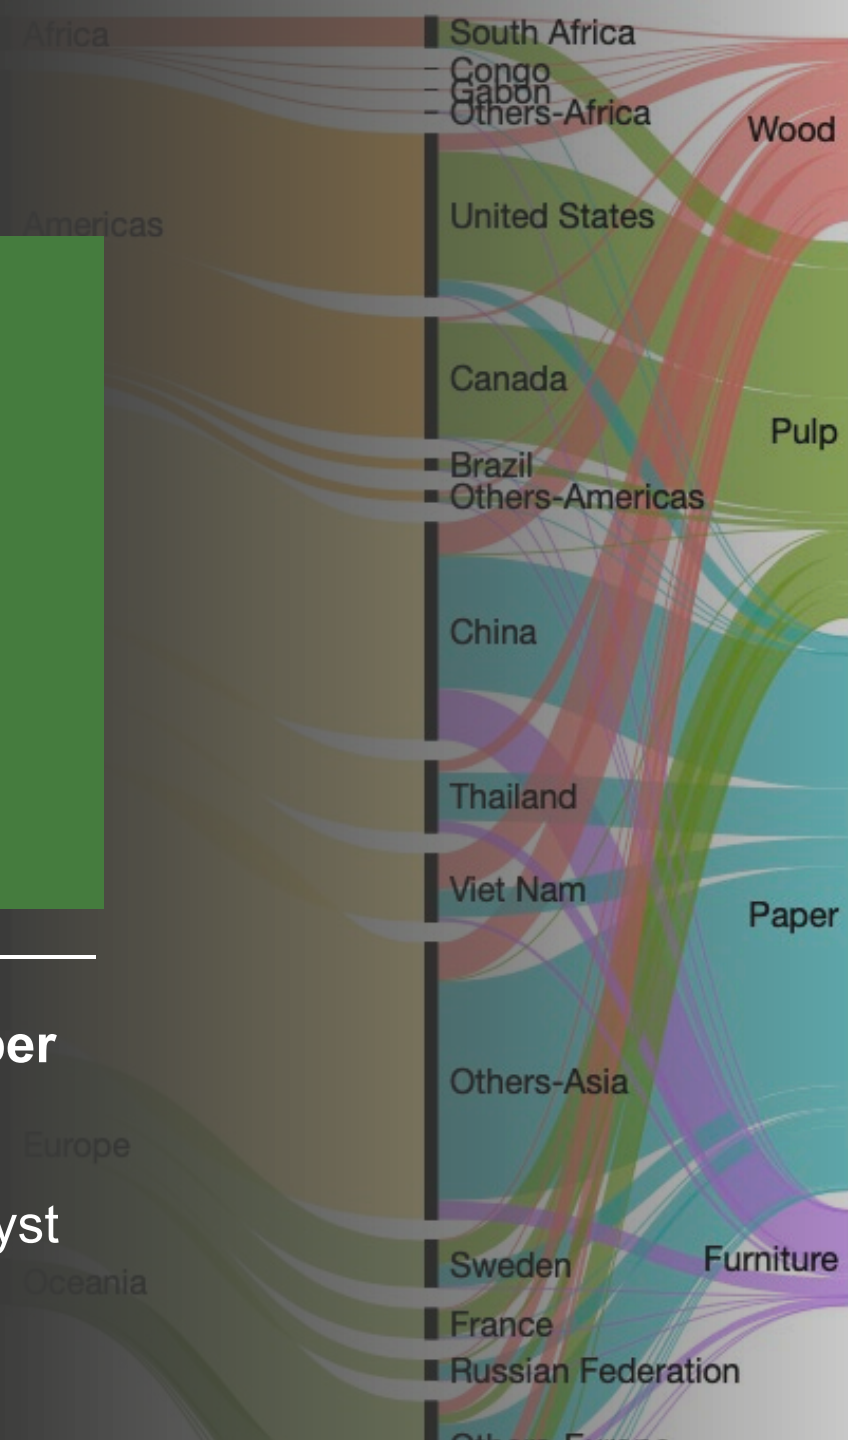 Africa
South Africa
Congo
Gabon
Others-Africa
Wood
Americas
United States
Canada
Pulp
Brazil
Others-Americas
China
Thailand
Viet Nam
Paper
per
Others-Asia
Europe
yst
Sweden
Furniture
Oceania
France
Russian Federation